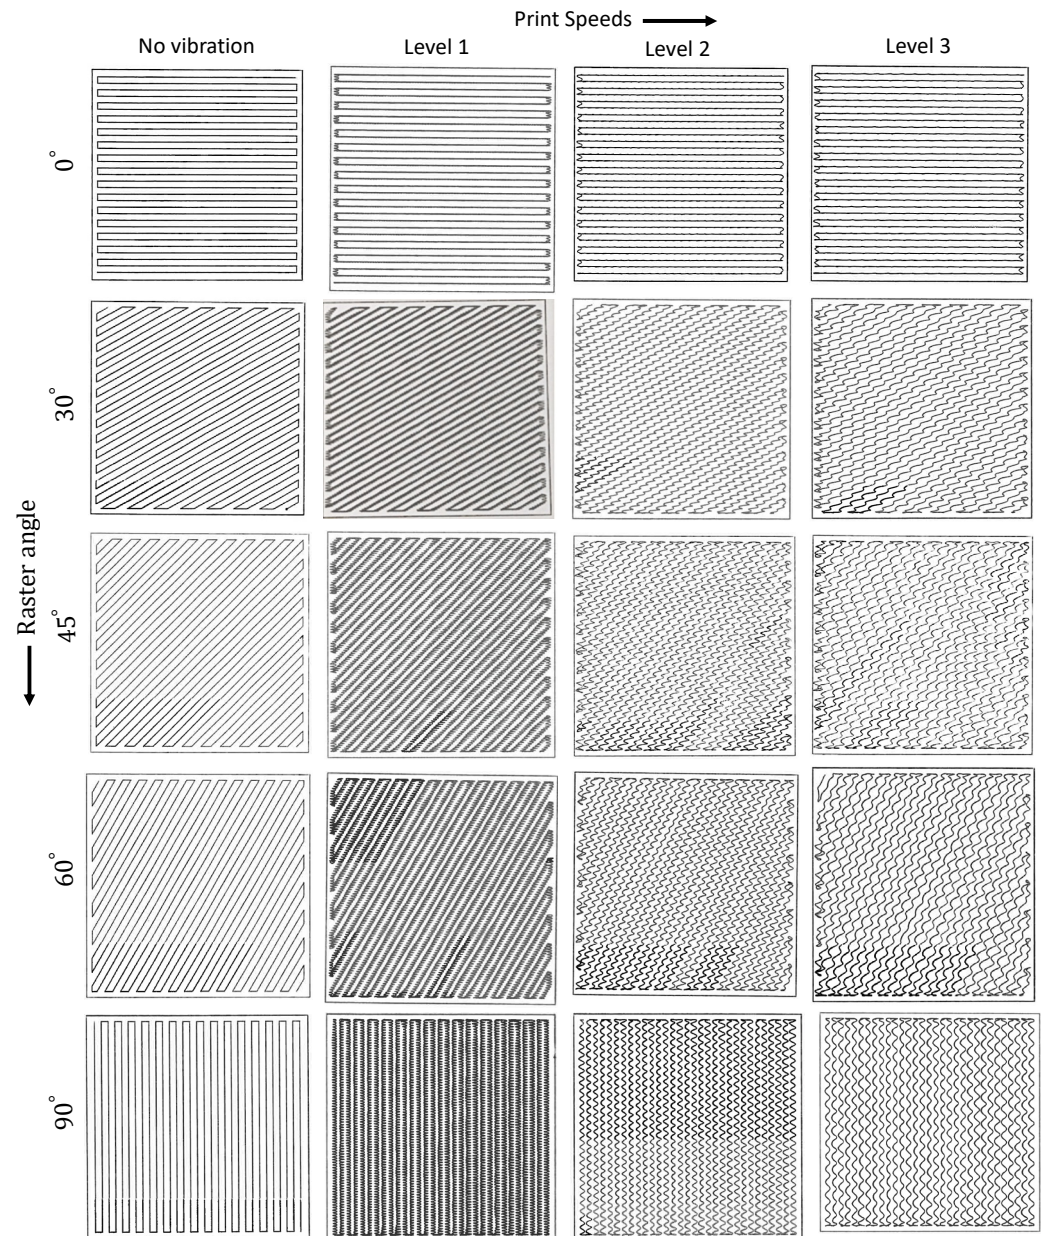 Print Speeds
No vibration
Level 1
Level 2
Level 3
0°
30°
45°
60°
90°
Raster angle